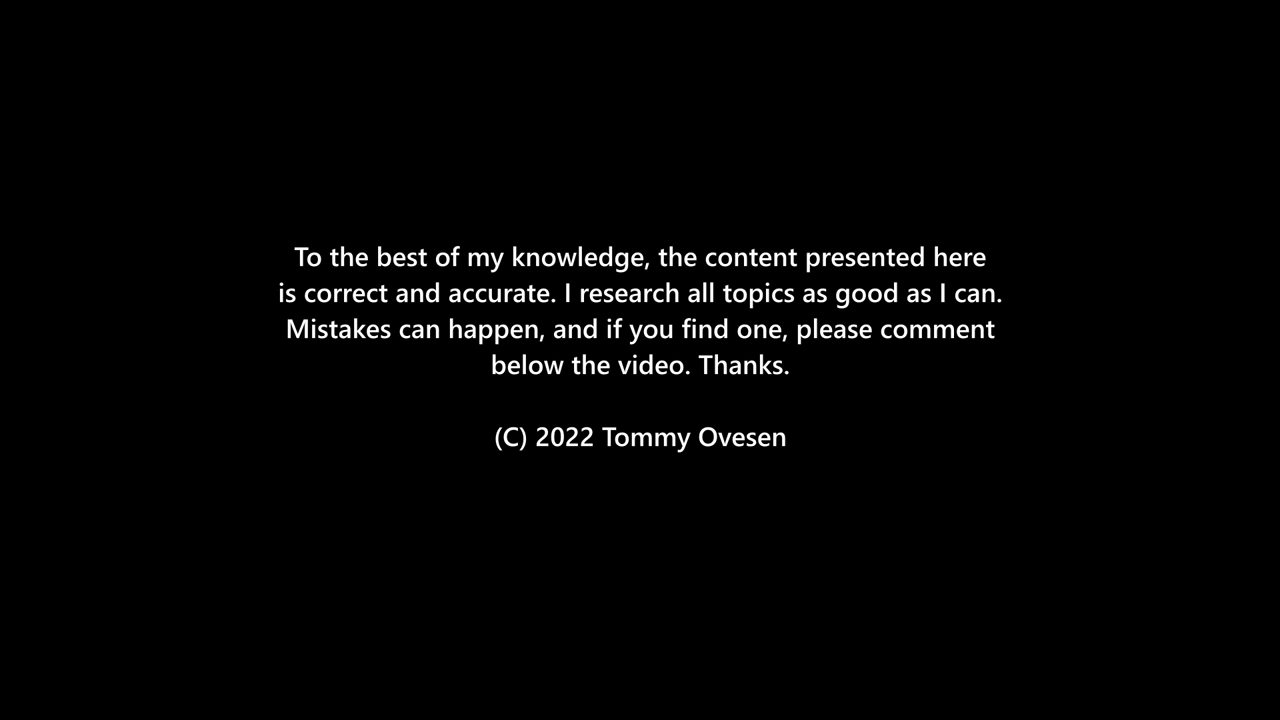 To the best of my knowledge, the content presented here
is correct and accurate. I research all topics as good as I can.
Mistakes can happen, and if you find one, please comment
below the video. Thanks.
(C) 2022 Tommy Ovesen